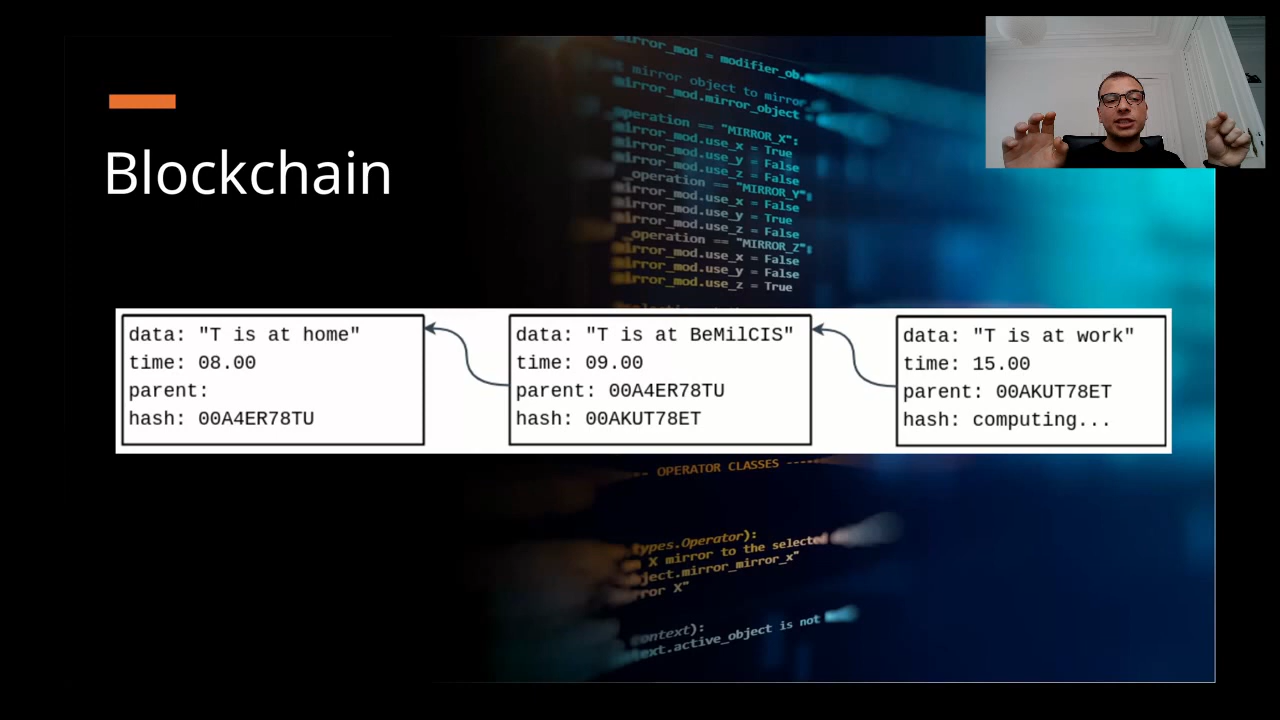 mirror_mod = modifier_ob.
mirror object to mirror
mirror_mod.mirror_object
operation == "MIRROR_X":
mirror_mod.use_x = True
mirror_mod.use_y = False
mirror_mod.use_z = False
_operation == "MIRROR_Y":
mirror_mod.use_x = False
mirror_mod.use_y = True
mirror_mod.use_z = False
_operation == "MIRROR_Z":
mirror_mod.use_x = False
mirror_mod.use_y = False
mirror_mod.use_z = True
Blockchain
data: "T is at home"
time: 08.00
parent:
hash: 00A4ER78TU
data: "T is at BeMilCIS"
time: 09.00
parent: 00A4ER78TU
hash: 00AKUT78ET
data: "T is at work"
time: 15.00
parent: 00AKUT78ET
hash: computing...
-- OPERATOR CLASSES ----
types.Operator):
X mirror to the selected
ject.mirror_mirror_x"
ror X"
context):
ext.active_object is not